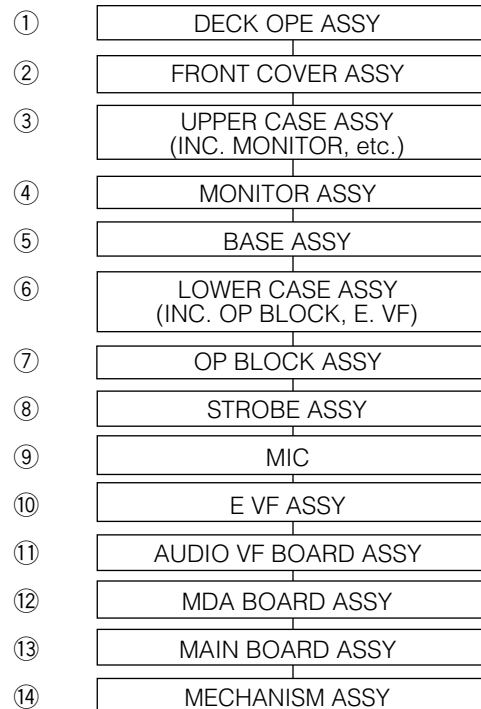 ① DECK OPE ASSY
② FRONT COVER ASSY
③ UPPER CASE ASSY
(INC. MONITOR, etc.)
④ MONITOR ASSY
⑤ BASE ASSY
⑥ LOWER CASE ASSY
(INC. OP BLOCK, E. VF)
⑦ OP BLOCK ASSY
⑧ STROBE ASSY
⑨ MIC
⑩ E VF ASSY
⑪ AUDIO VF BOARD ASSY
⑫ MDA BOARD ASSY
⑬ MAIN BOARD ASSY
⑭ MECHANISM ASSY